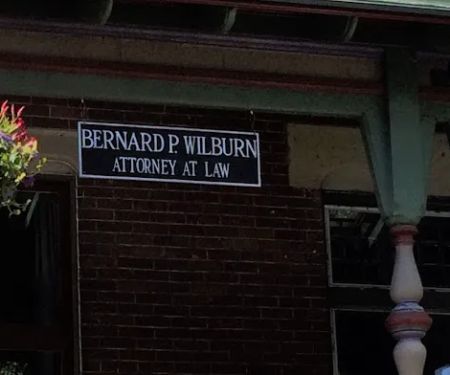 BERNARD P. WILBURN
ATTORNEY AT LAW